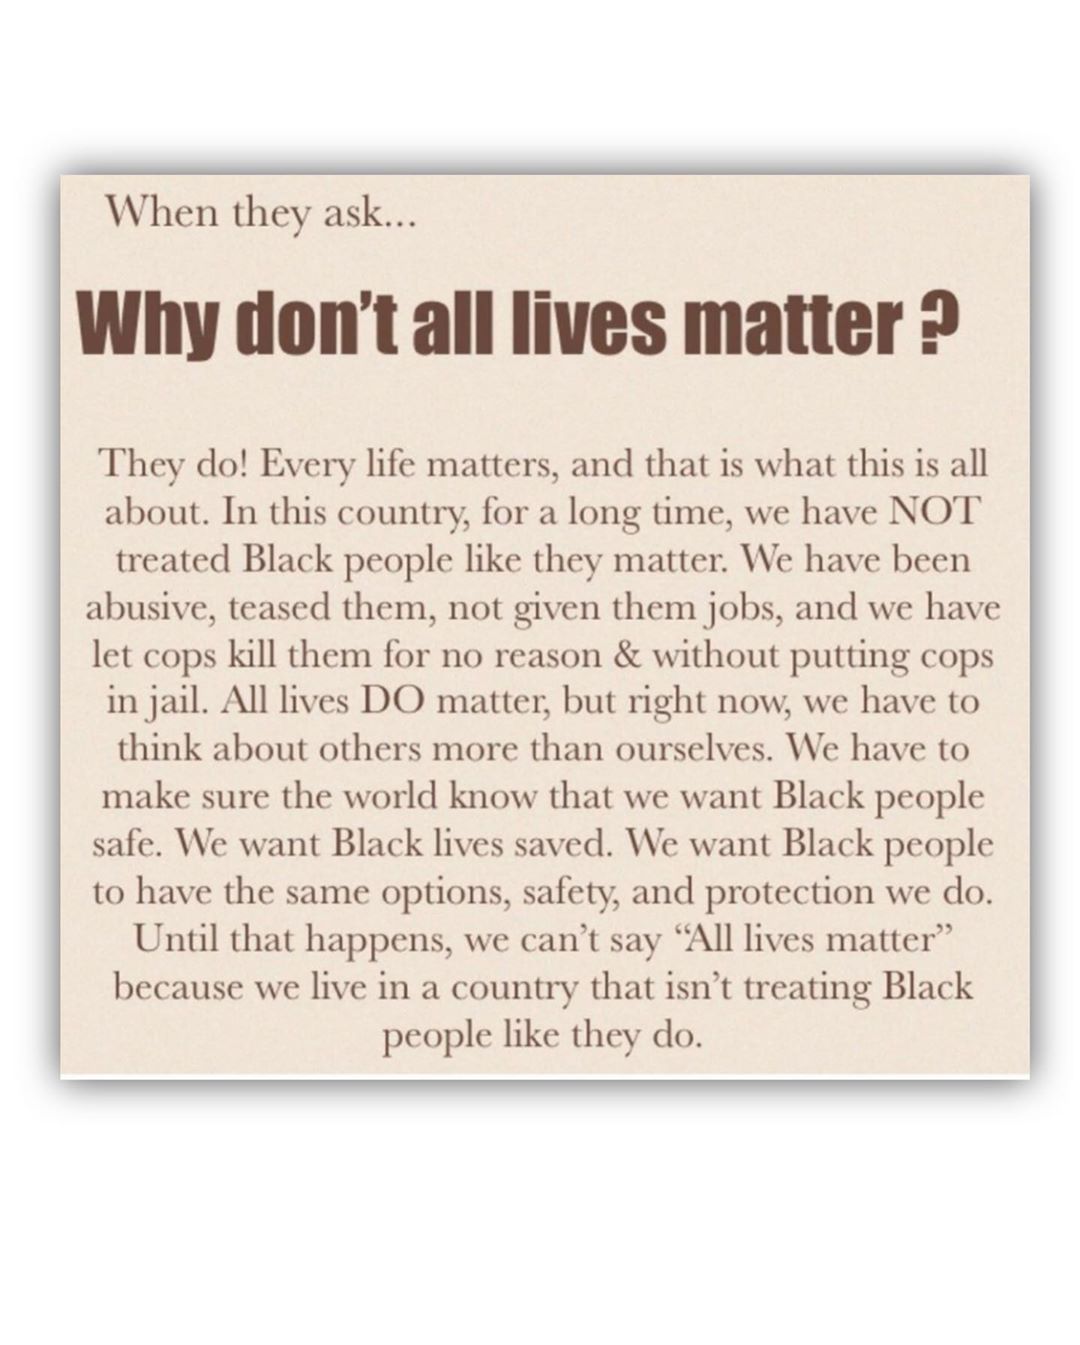 When they ask...
Why don't all lives matter ?
They do! Every life matters, and that is what this is all
about. In this country, for a long time, we have NOT
treated Black people like they matter. We have been
abusive, teased them, not given them jobs, and we have
let cops kill them for no reason & without putting cops
in jail. All lives DO matter, but right now, we have to
think about others more than ourselves. We have to
make sure the world know that we want Black people
safe. We want Black lives saved. We want Black people
to have the same options, safety, and protection we do.
Until that happens, we can't say “All lives matter”
because we live in a country that isn't treating Black
people like they do.